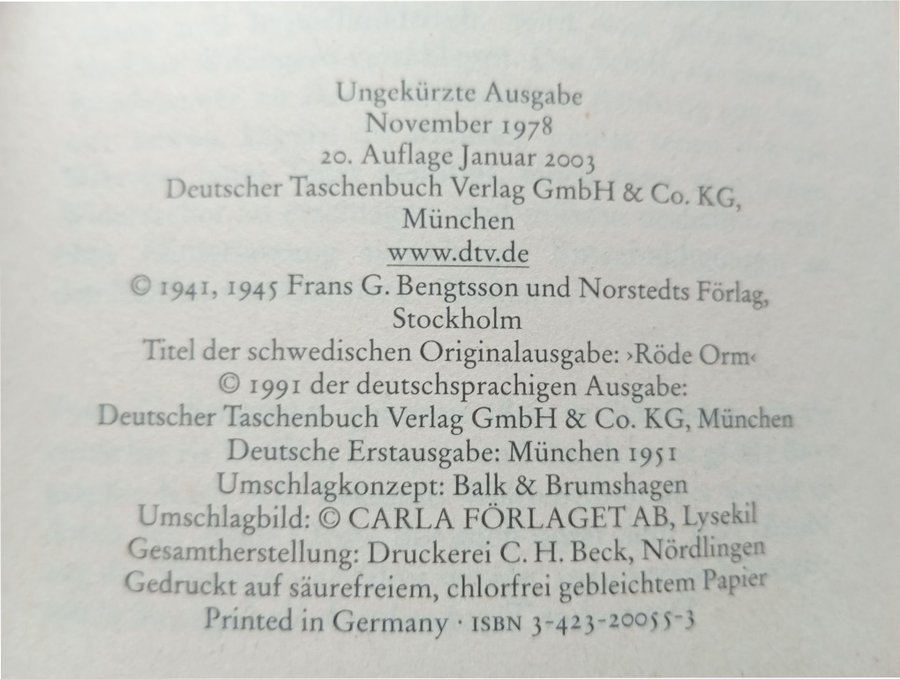 Ungekürzte Ausgabe
November 1978
20. Auflage Januar 2003
Deutscher Taschenbuch Verlag GmbH & Co. KG,
München
www.dtv.de
© 1941, 1945 Frans G. Bengtsson und Norstedts Förlag,
Stockholm
Titel der schwedischen Originalausgabe: ›Röde Orm‹
© 1991 der deutschsprachigen Ausgabe:
Deutscher Taschenbuch Verlag GmbH & Co. KG, München
Deutsche Erstausgabe: München 1951
Umschlagkonzept: Balk & Brumshagen
Umschlagbild: © CARLA FÖRLAGET AB, Lysekil
Gesamtherstellung: Druckerei C. H. Beck, Nördlingen
Gedruckt auf säurefreiem, chlorfrei gebleichtem Papier
Printed in Germany · ISBN 3-423-20055-3